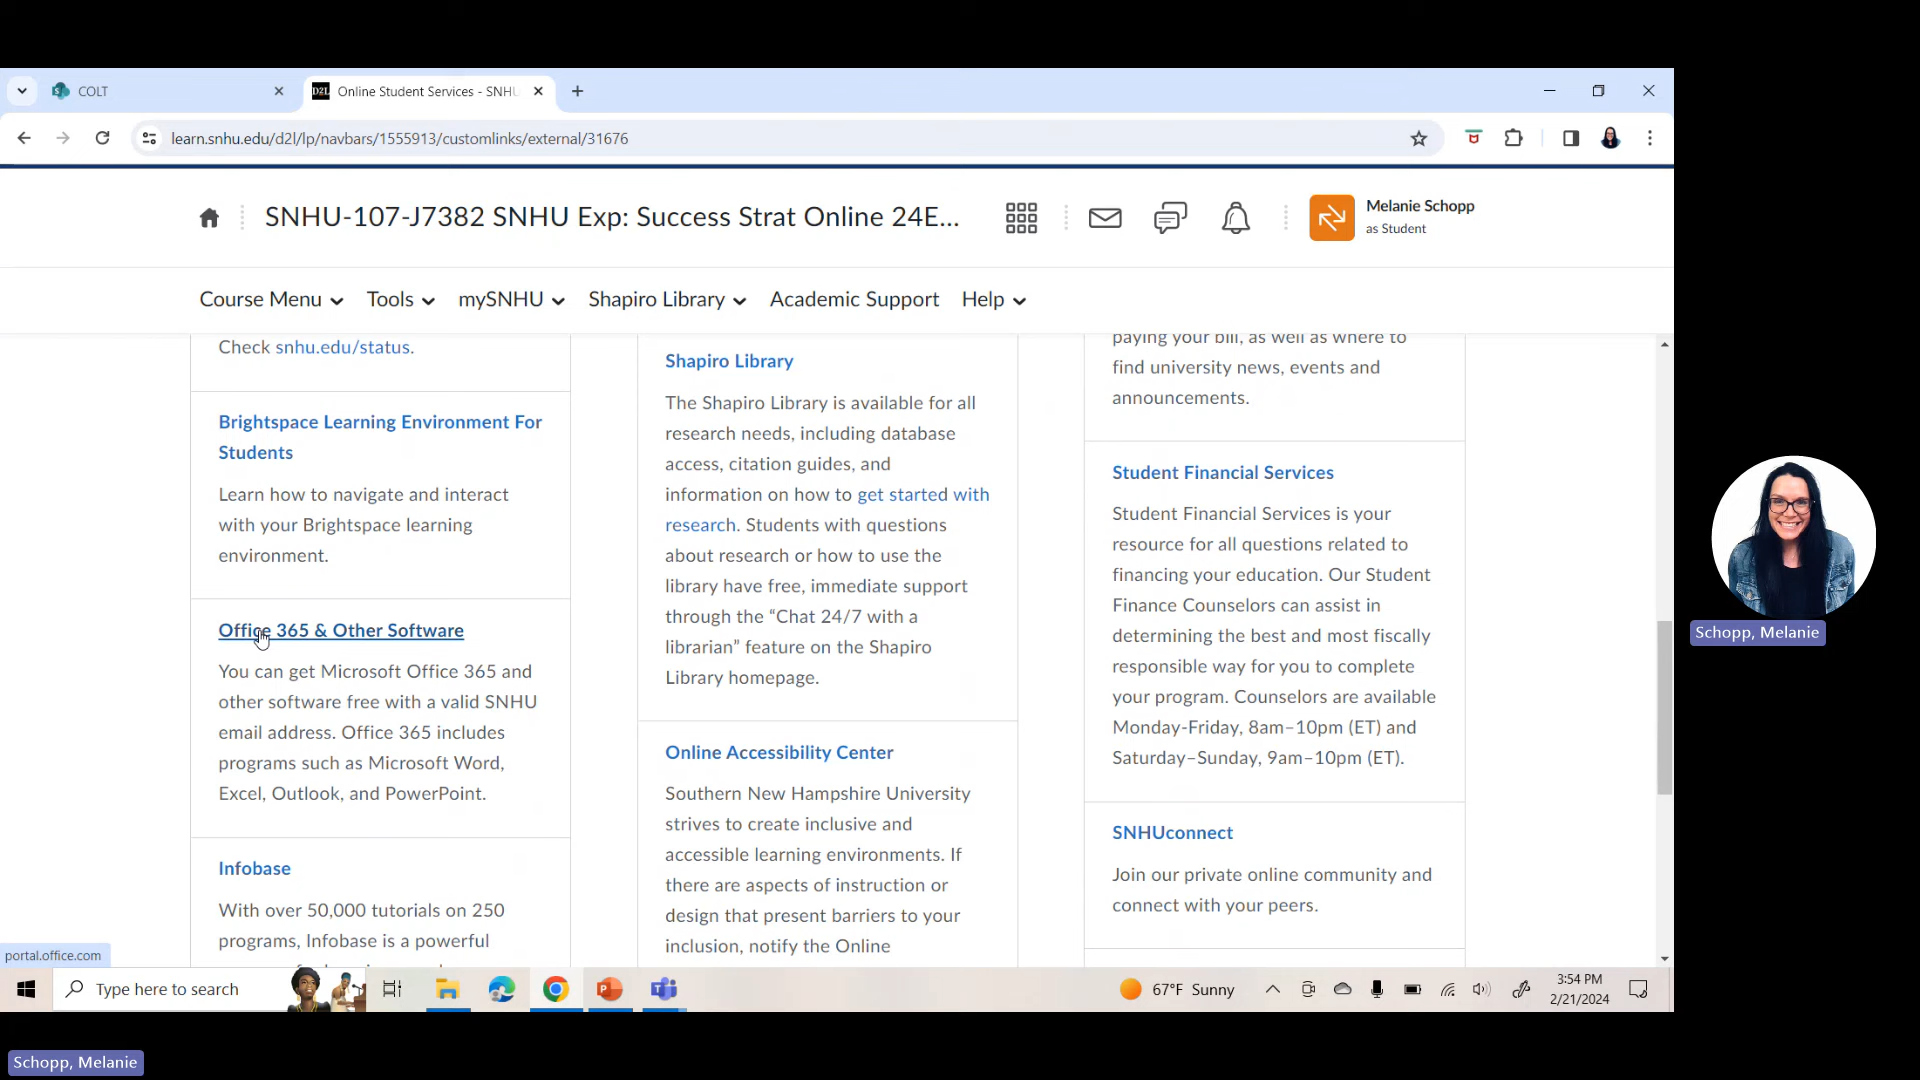 COLT
D2L
Online Student Services - SNHU
learn.snhu.edu/d2l/lp/navbars/1555913/customlinks/external/31676
SNHU-107-J7382 SNHU Exp: Success Strat Online 24E...
Melanie Schopp
as Student
Course Menu
Tools
mySNHU
Shapiro Library
Academic Support
Help
Check snhu.edu/status.
Brightspace Learning Environment For
Students
Learn how to navigate and interact
with your Brightspace learning
environment.
Office 365 & Other Software
You can get Microsoft Office 365 and
other software free with a valid SNHU
email address. Office 365 includes
programs such as Microsoft Word,
Excel, Outlook, and PowerPoint.
Infobase
With over 50,000 tutorials on 250
programs, Infobase is a powerful
Shapiro Library
The Shapiro Library is available for all
research needs, including database
access, citation guides, and
information on how to get started with
research. Students with questions
about research or how to use the
library have free, immediate support
through the “Chat 24/7 with a
librarian” feature on the Shapiro
Library homepage.
Online Accessibility Center
Southern New Hampshire University
strives to create inclusive and
accessible learning environments. If
there are aspects of instruction or
design that present barriers to your
inclusion, notify the Online
paying your bill, as well as where to
find university news, events and
announcements.
Student Financial Services
Student Financial Services is your
resource for all questions related to
financing your education. Our Student
Finance Counselors can assist in
determining the best and most fiscally
responsible way for you to complete
your program. Counselors are available
Monday-Friday, 8am–10pm (ET) and
Saturday–Sunday, 9am–10pm (ET).
SNHUconnect
Join our private online community and
connect with your peers.
portal.office.com
Type here to search
67°F Sunny
3:54 PM
2/21/2024
Schopp, Melanie
Schopp, Melanie